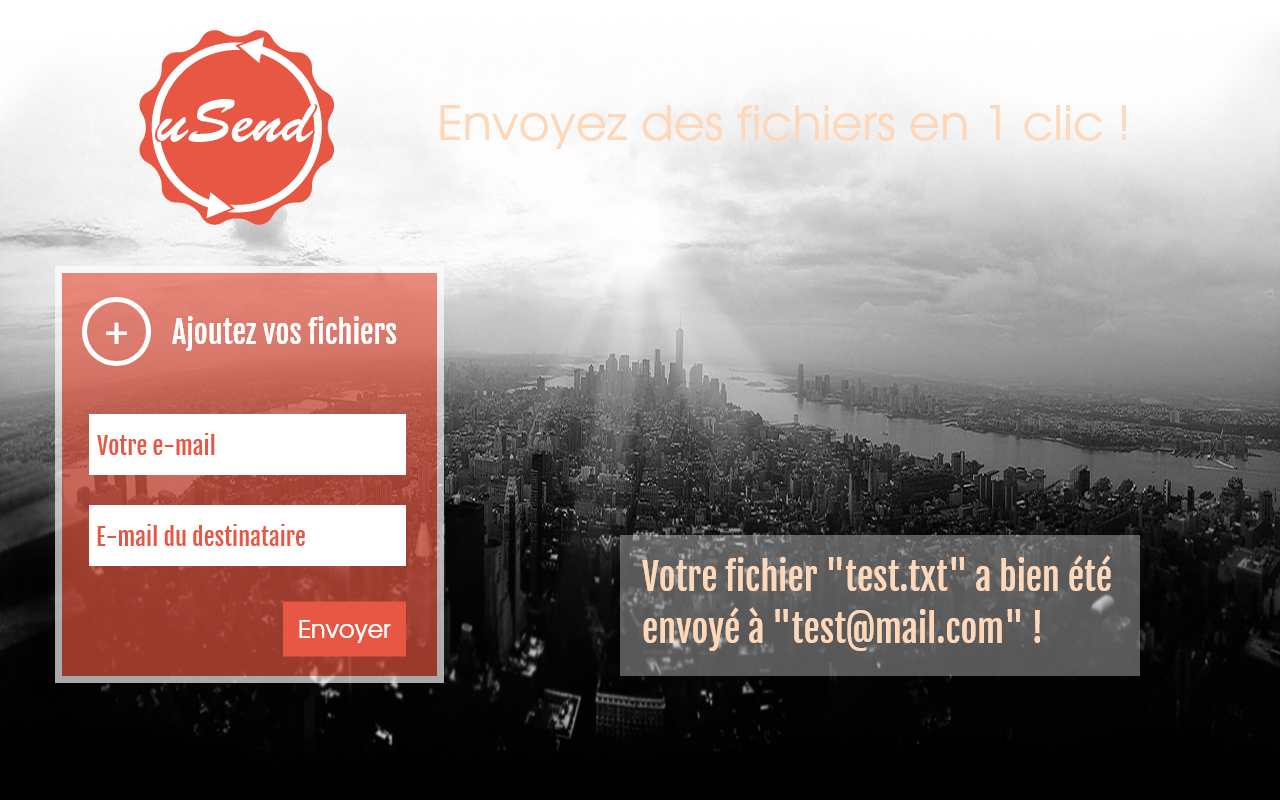 uSend
Envoyez des fichiers en 1 clic !
+ Ajoutez vos fichiers
Votre e-mail
E-mail du destinataire
Envoyer
Votre fichier "test.txt" a bien été
envoyé à "test@mail.com" !